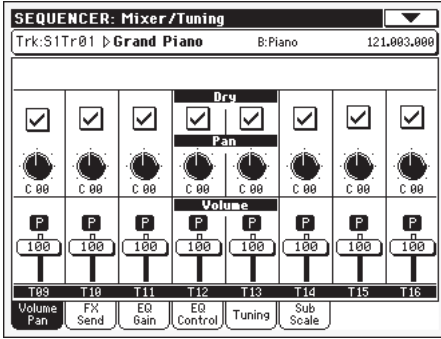 SEQUENCER: Mixer/Tuning
Trk:S1Tr01 Grand Piano B:Piano 121.003.000
Dry
Pan
C 00 C 00 C 00 C 00 C 00 C 00 C 00 C 00
Volume
P P P P P P P P
100 100 100 100 100 100 100 100
T09 T10 T11 T12 T13 T14 T15 T16
Volume Pan FX Send EQ Gain EQ Control Tuning Sub Scale